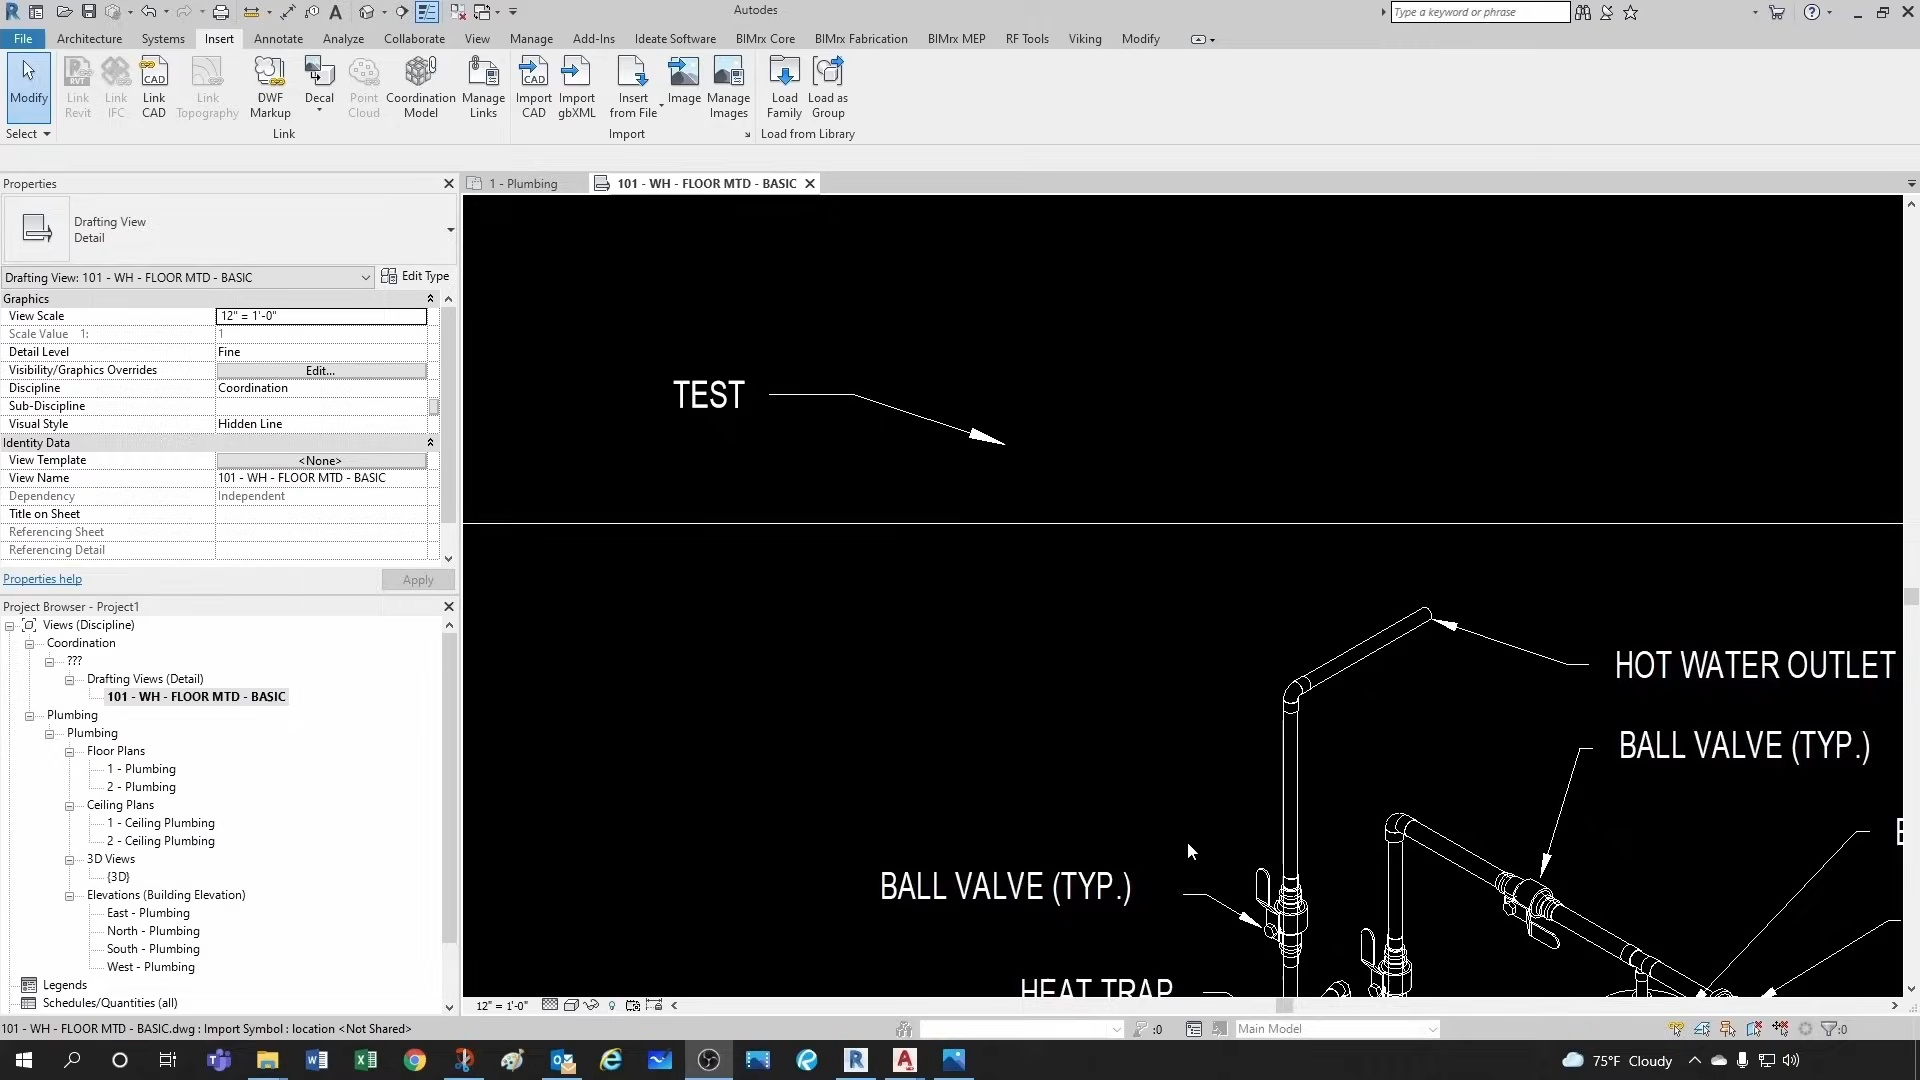 Autodes
Type a keyword or phrase
File Architecture Systems Insert Annotate Analyze Collaborate View Manage Add-Ins Ideate Software BIMrx Core BIMrx Fabrication BIMrx MEP RF Tools Viking Modify
Modify
Link Revit
Link IFC
Link CAD
Link Topography
DWF Markup
Decal
Point Cloud
Coordination Model
Manage Links
Import CAD
Import gbXML
Insert from File
Image
Manage Images
Load Family
Load as Group
Select Link Import Load from Library
Properties
1 - Plumbing
101 - WH - FLOOR MTD - BASIC
Drafting View
Detail
Drafting View: 101 - WH - FLOOR MTD - BASIC
Edit Type
Graphics
View Scale 12" = 1'-0"
Scale Value 1: 1
Detail Level Fine
Visibility/Graphics Overrides Edit...
Discipline Coordination
Sub-Discipline
Visual Style Hidden Line
Identity Data
View Template <None>
View Name 101 - WH - FLOOR MTD - BASIC
Dependency Independent
Title on Sheet
Referencing Sheet
Referencing Detail
Properties help
Apply
Project Browser - Project1
Views (Discipline)
Coordination
???
Drafting Views (Detail)
101 - WH - FLOOR MTD - BASIC
Plumbing
Plumbing
Floor Plans
1 - Plumbing
2 - Plumbing
Ceiling Plans
1 - Ceiling Plumbing
2 - Ceiling Plumbing
3D Views
{3D}
Elevations (Building Elevation)
East - Plumbing
North - Plumbing
South - Plumbing
West - Plumbing
Legends
Schedules/Quantities (all)
TEST
HOT WATER OUTLET
BALL VALVE (TYP.)
BALL VALVE (TYP.)
HEAT TRAP
12" = 1'-0"
101 - WH - FLOOR MTD - BASIC.dwg : Import Symbol : location <Not Shared>
:0
Main Model
:0
75°F Cloudy